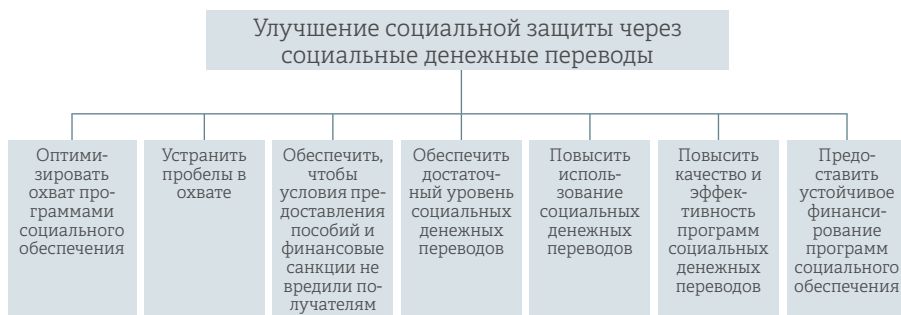 Улучшение социальной защиты через
социальные денежные переводы
Оптими-
зировать
охват про-
граммами
социального
обеспечения
Устранить
пробелы в
охвате
Обеспечить,
чтобы
условия пре-
доставления
пособий и
финансовые
санкции не
вредили по-
лучателям
Обеспечить
достаточ-
ный уровень
социальных
денежных
переводов
Повысить
исполь-
зование
социальных
денежных
переводов
Повысить
качество и
эффек-
тивность
программ
социальных
денежных
переводов
Предо-
ставить
устойчивое
финанси-
рование
программ
социального
обеспечения